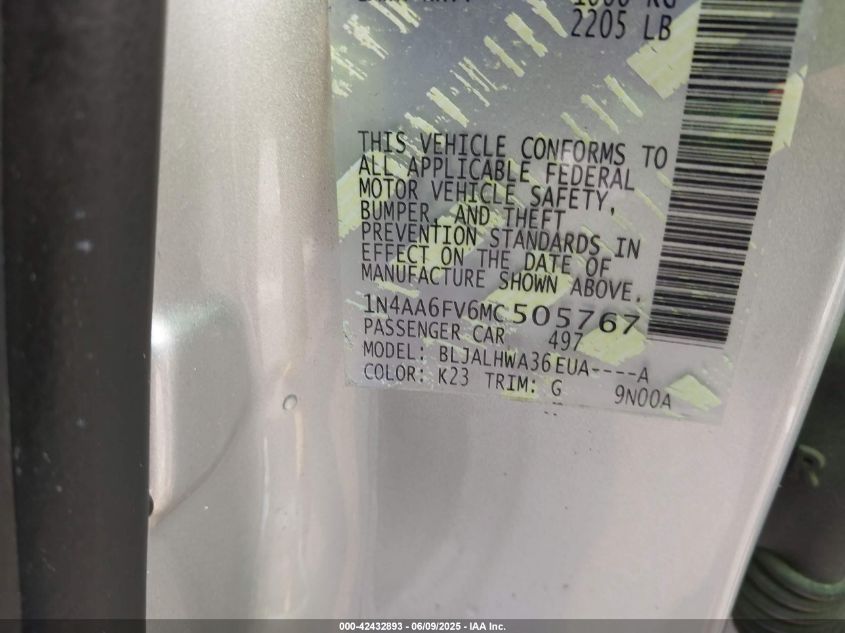 2205 LB
THIS VEHICLE CONFORMS TO
ALL APPLICABLE FEDERAL
MOTOR VEHICLE SAFETY,
BUMPER, AND THEFT
PREVENTION STANDARDS IN
EFFECT ON THE DATE OF
MANUFACTURE SHOWN ABOVE.
1N4AA6FV6MC505767
PASSENGER CAR 497
MODEL: BLJALHWA36EUA----A
COLOR: K23 TRIM: G 9N00A
000-42432893 - 06/09/2025 - IAA Inc.